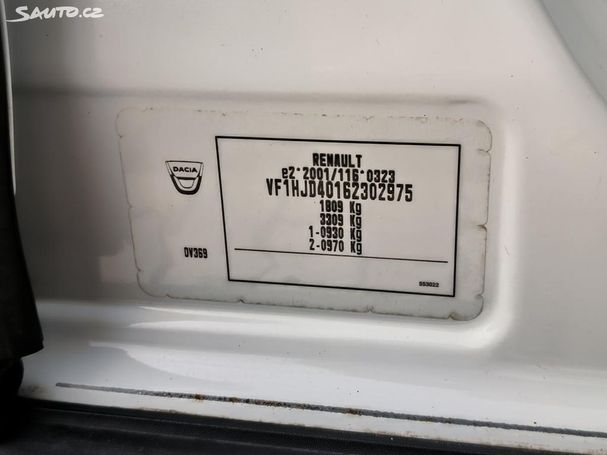 SAUTO.CZ
RENAULT
e2*2001/116*0323
VF1HJD40162302975
1809 Kg
3309 Kg
1-0930 Kg
2-0970 Kg
DACIA
0V369
553022